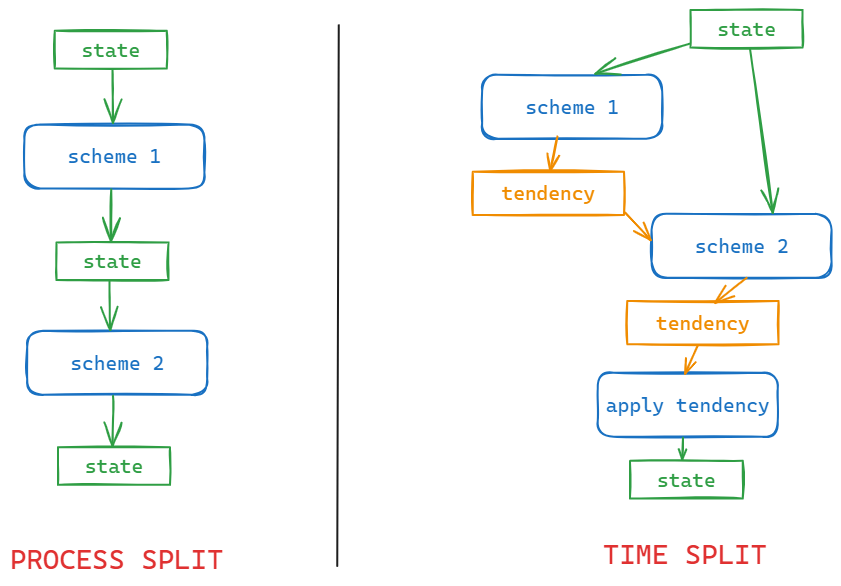 state
scheme 1
state
scheme 2
state
PROCESS SPLIT
state
scheme 1
tendency
scheme 2
tendency
apply tendency
state
TIME SPLIT